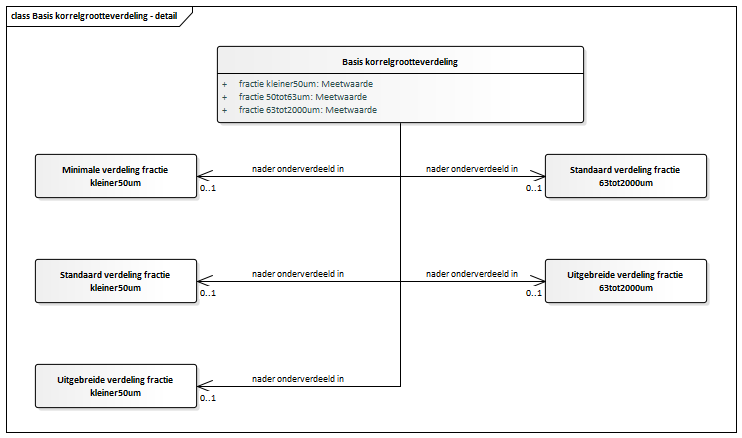 class Basis korrelgrootteverdeling - detail
Basis korrelgrootteverdeling
+ fractie kleiner50um: Meetwaarde
+ fractie 50tot63um: Meetwaarde
+ fractie 63tot2000um: Meetwaarde
Minimale verdeling fractie
kleiner50um
nader onderverdeeld in
0..1
nader onderverdeeld in
0..1
Standaard verdeling fractie
63tot2000um
Standaard verdeling fractie
kleiner50um
nader onderverdeeld in
0..1
nader onderverdeeld in
0..1
Uitgebreide verdeling fractie
63tot2000um
Uitgebreide verdeling fractie
kleiner50um
nader onderverdeeld in
0..1